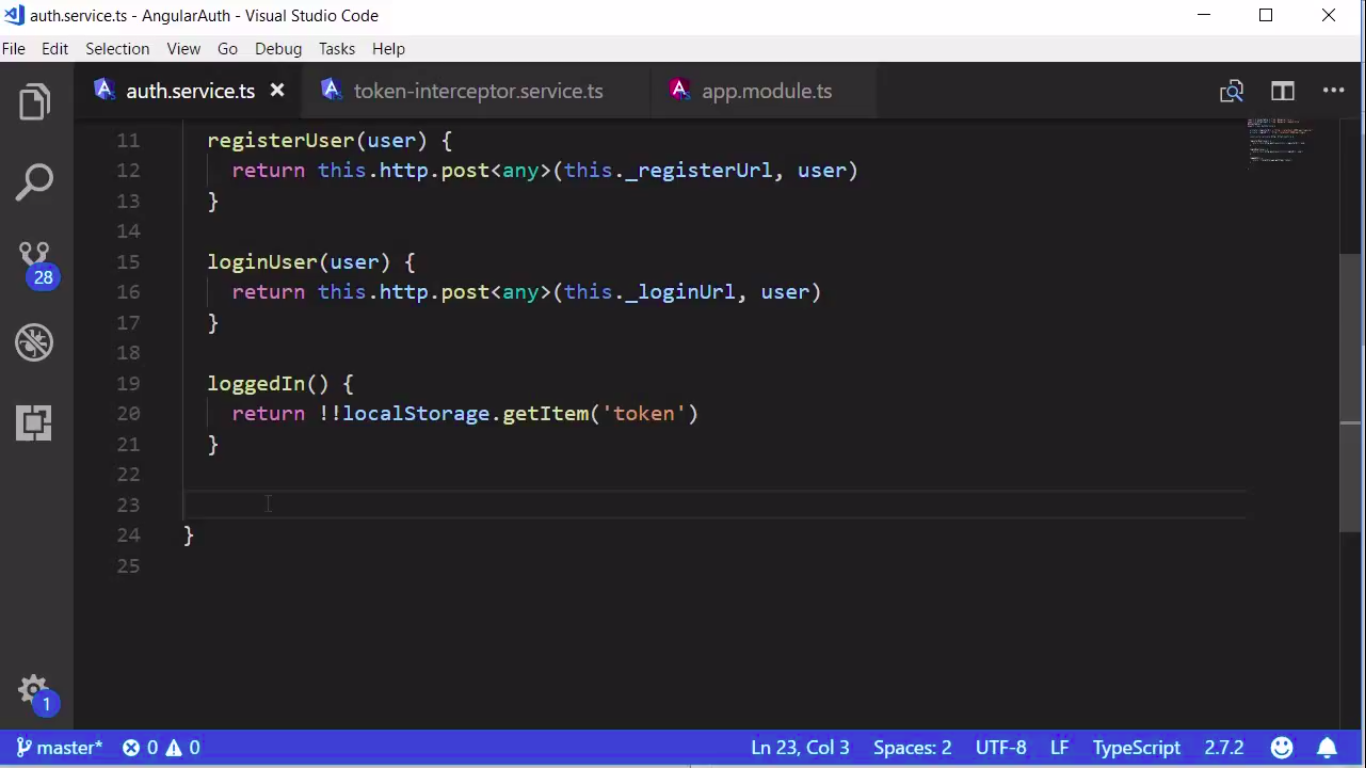 auth.service.ts - AngularAuth - Visual Studio Code
File Edit Selection View Go Debug Tasks Help
auth.service.ts token-interceptor.service.ts app.module.ts
11 registerUser(user) {
12 return this.http.post<any>(this._registerUrl, user)
13 }
14
15 loginUser(user) {
16 return this.http.post<any>(this._loginUrl, user)
17 }
18
19 loggedIn() {
20 return !!localStorage.getItem('token')
21 }
22
23
24 }
25
28
1
master* 0 0 Ln 23, Col 3 Spaces: 2 UTF-8 LF TypeScript 2.7.2